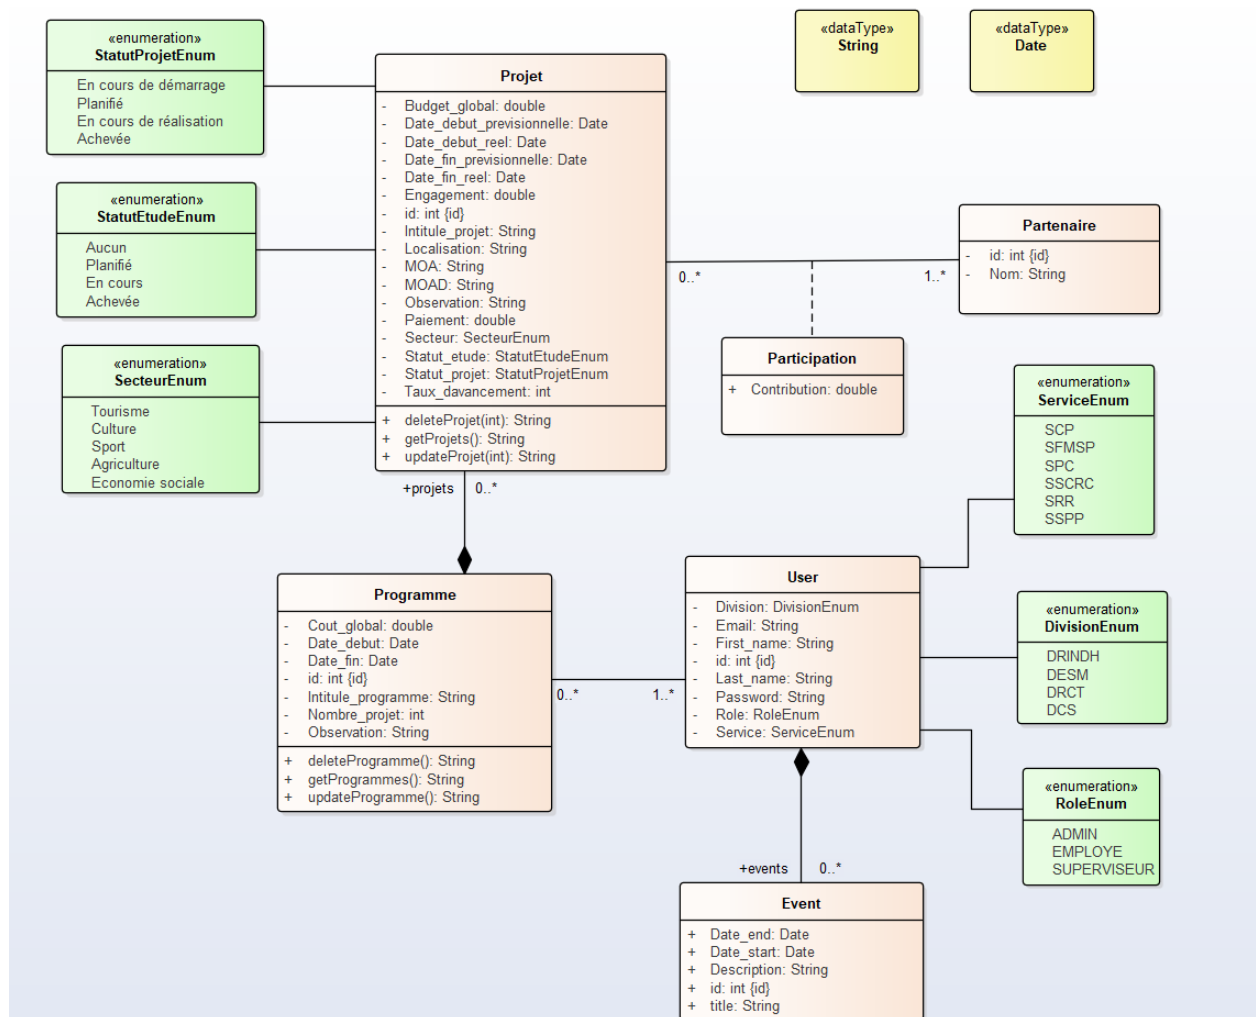 «enumeration»
StatutProjetEnum
En cours de démarrage
Planifié
En cours de réalisation
Achevée
«enumeration»
StatutEtudeEnum
Aucun
Planifié
En cours
Achevée
«enumeration»
SecteurEnum
Tourisme
Culture
Sport
Agriculture
Economie sociale
Projet
- Budget_global: double
- Date_debut_previsionnelle: Date
- Date_debut_reel: Date
- Date_fin_previsionnelle: Date
- Date_fin_reel: Date
- Engagement: double
- id: int {id}
- Intitule_projet: String
- Localisation: String
- MOA: String
- MOAD: String
- Observation: String
- Paiement: double
- Secteur: SecteurEnum
- Statut_etude: StatutEtudeEnum
- Statut_projet: StatutProjetEnum
- Taux_davancement: int
+ deleteProjet(int): String
+ getProjets(): String
+ updateProjet(int): String
«dataType»
String
«dataType»
Date
0..*
1..*
Partenaire
- id: int {id}
- Nom: String
Participation
+ Contribution: double
+projets 0..*
Programme
- Cout_global: double
- Date_debut: Date
- Date_fin: Date
- id: int {id}
- Intitule_programme: String
- Nombre_projet: int
- Observation: String
+ deleteProgramme(): String
+ getProgrammes(): String
+ updateProgramme(): String
0..*
1..*
User
- Division: DivisionEnum
- Email: String
- First_name: String
- id: int {id}
- Last_name: String
- Password: String
- Role: RoleEnum
- Service: ServiceEnum
«enumeration»
ServiceEnum
SCP
SFMSP
SPC
SSCRC
SRR
SSPP
«enumeration»
DivisionEnum
DRINDH
DESM
DRCT
DCS
«enumeration»
RoleEnum
ADMIN
EMPLOYE
SUPERVISEUR
+events 0..*
Event
+ Date_end: Date
+ Date_start: Date
+ Description: String
+ id: int {id}
+ title: String